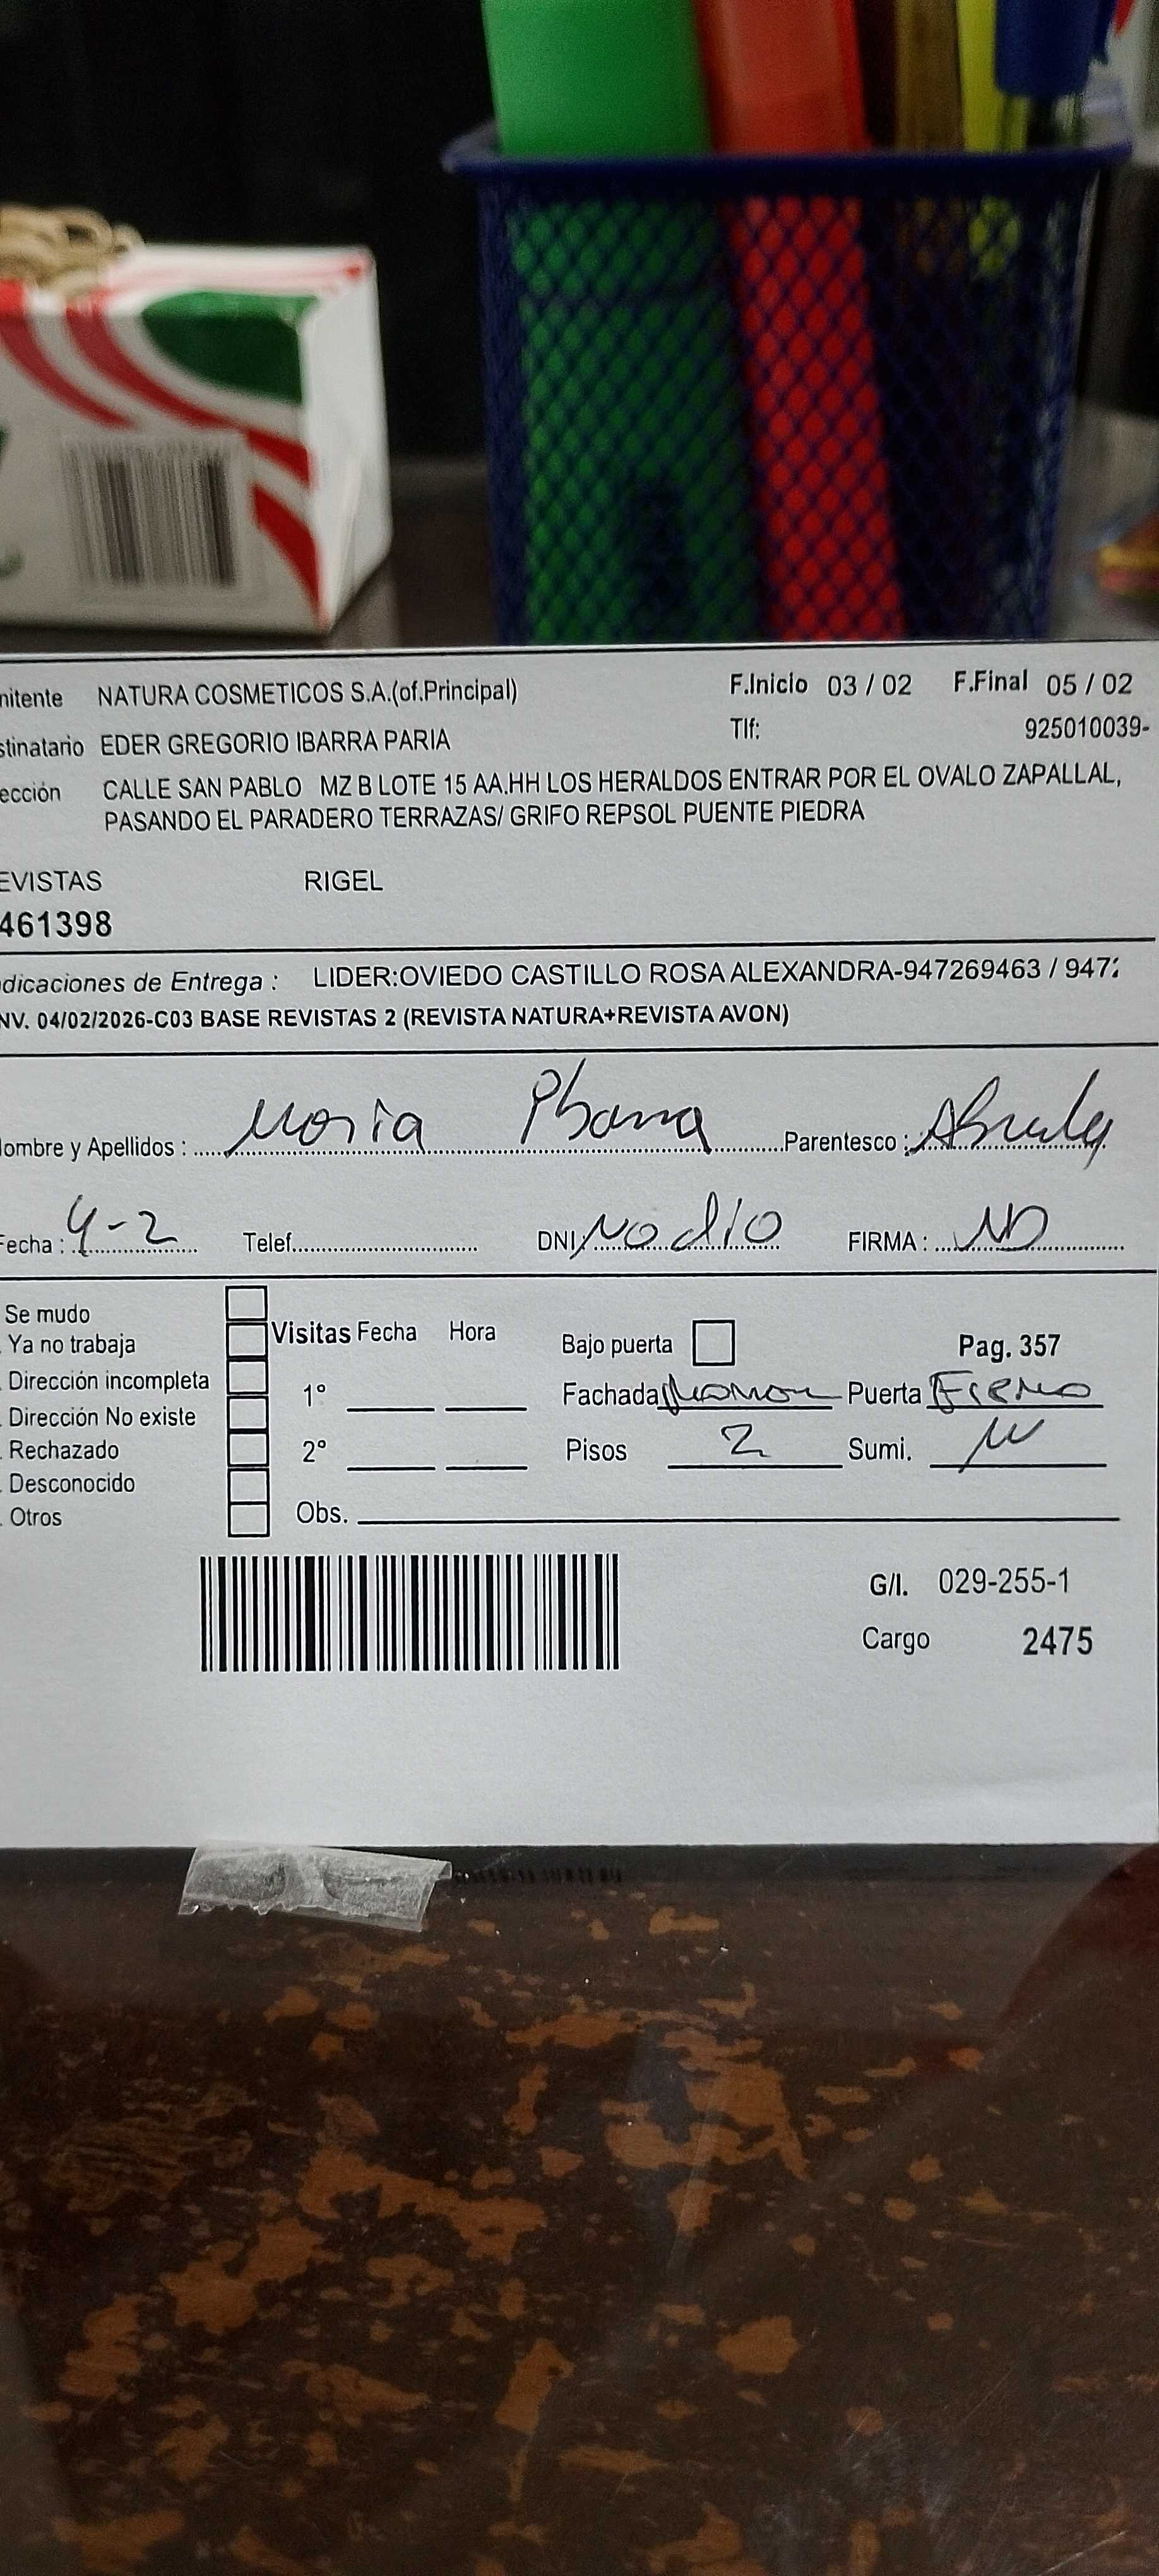 nitente NATURA COSMETICOS S.A.(of.Principal) F.Inicio 03 / 02 F.Final 05 / 02
stinatario EDER GREGORIO IBARRA PARIA Tlf: 925010039-
ección CALLE SAN PABLO MZ B LOTE 15 AA.HH LOS HERALDOS ENTRAR POR EL OVALO ZAPALLAL,
PASANDO EL PARADERO TERRAZAS/ GRIFO REPSOL PUENTE PIEDRA
EVISTAS RIGEL
461398
dicaciones de Entrega : LIDER:OVIEDO CASTILLO ROSA ALEXANDRA-947269463 / 947
NV. 04/02/2026-C03 BASE REVISTAS 2 (REVISTA NATURA+REVISTA AVON)
ombre y Apellidos : Maria Parentesco :
Fecha : 4-2 Telef. DNI: No dio FIRMA : ND
Se mudo
Ya no trabaja
Dirección incompleta
Dirección No existe
Rechazado
Desconocido
Otros
Visitas Fecha Hora
1°
2°
Obs.
Bajo puerta Pag. 357
Fachada Puerta Fierro
Pisos 2 Sumi.
G/I. 029-255-1
Cargo 2475